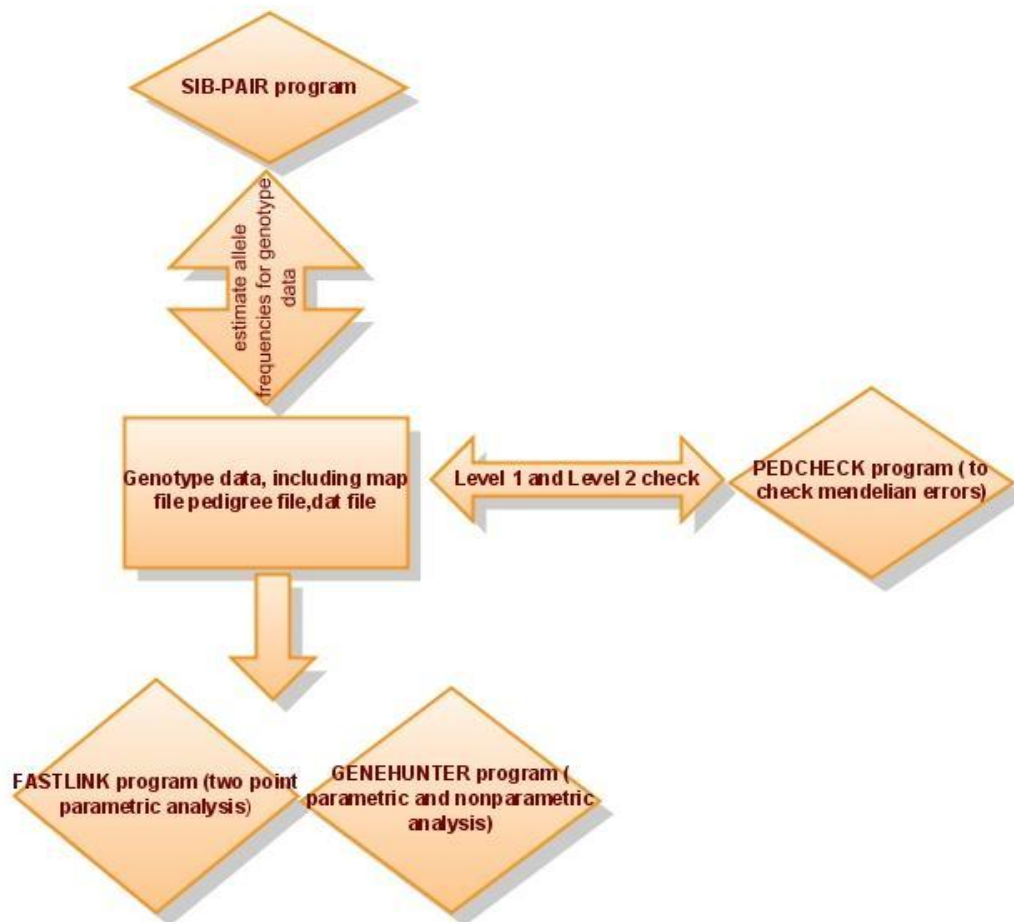 SIB-PAIR program
estimate allele
frequencies for genotype
data
Genotype data, including map
file pedigree file,dat file
Level 1 and Level 2 check
PEDCHECK program ( to
check mendelian errors)
FASTLINK program (two point
parametric analysis)
GENEHUNTER program (
parametric and nonparametric
analysis)